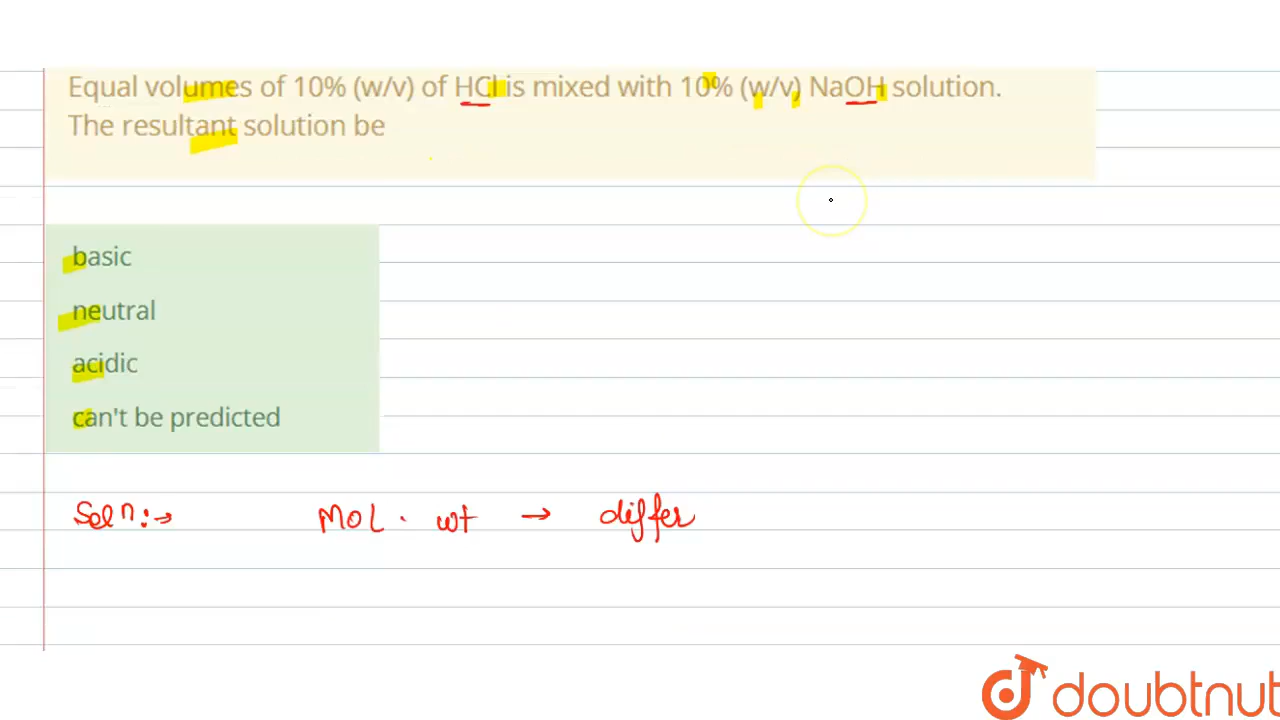 Equal volumes of 10% (w/v) of HCl is mixed with 10% (w/v) NaOH solution.
The resultant solution be
basic
neutral
acidic
can't be predicted
Soln:→ Mol. wt → differ
doubtnut